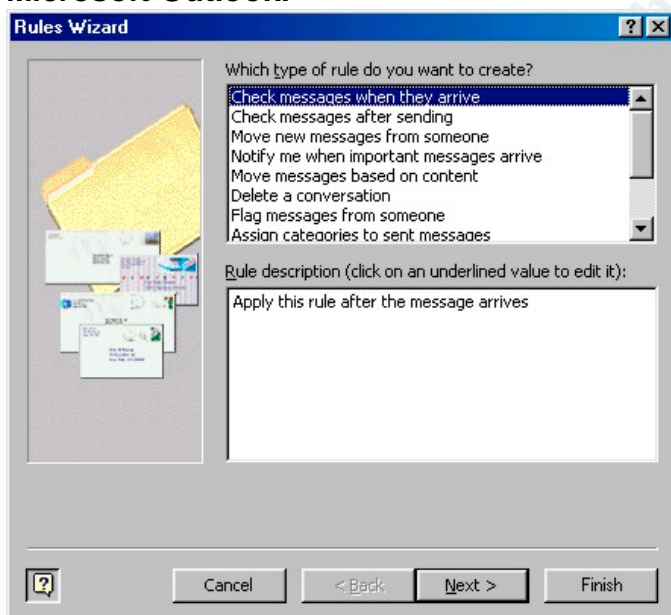 Microsoft Outlook.
Rules Wizard
Which type of rule do you want to create?
Check messages when they arrive
Check messages after sending
Move new messages from someone
Notify me when important messages arrive
Move messages based on content
Delete a conversation
Flag messages from someone
Assign categories to sent messages
Rule description (click on an underlined value to edit it):
Apply this rule after the message arrives
Cancel
< Back
Next >
Finish